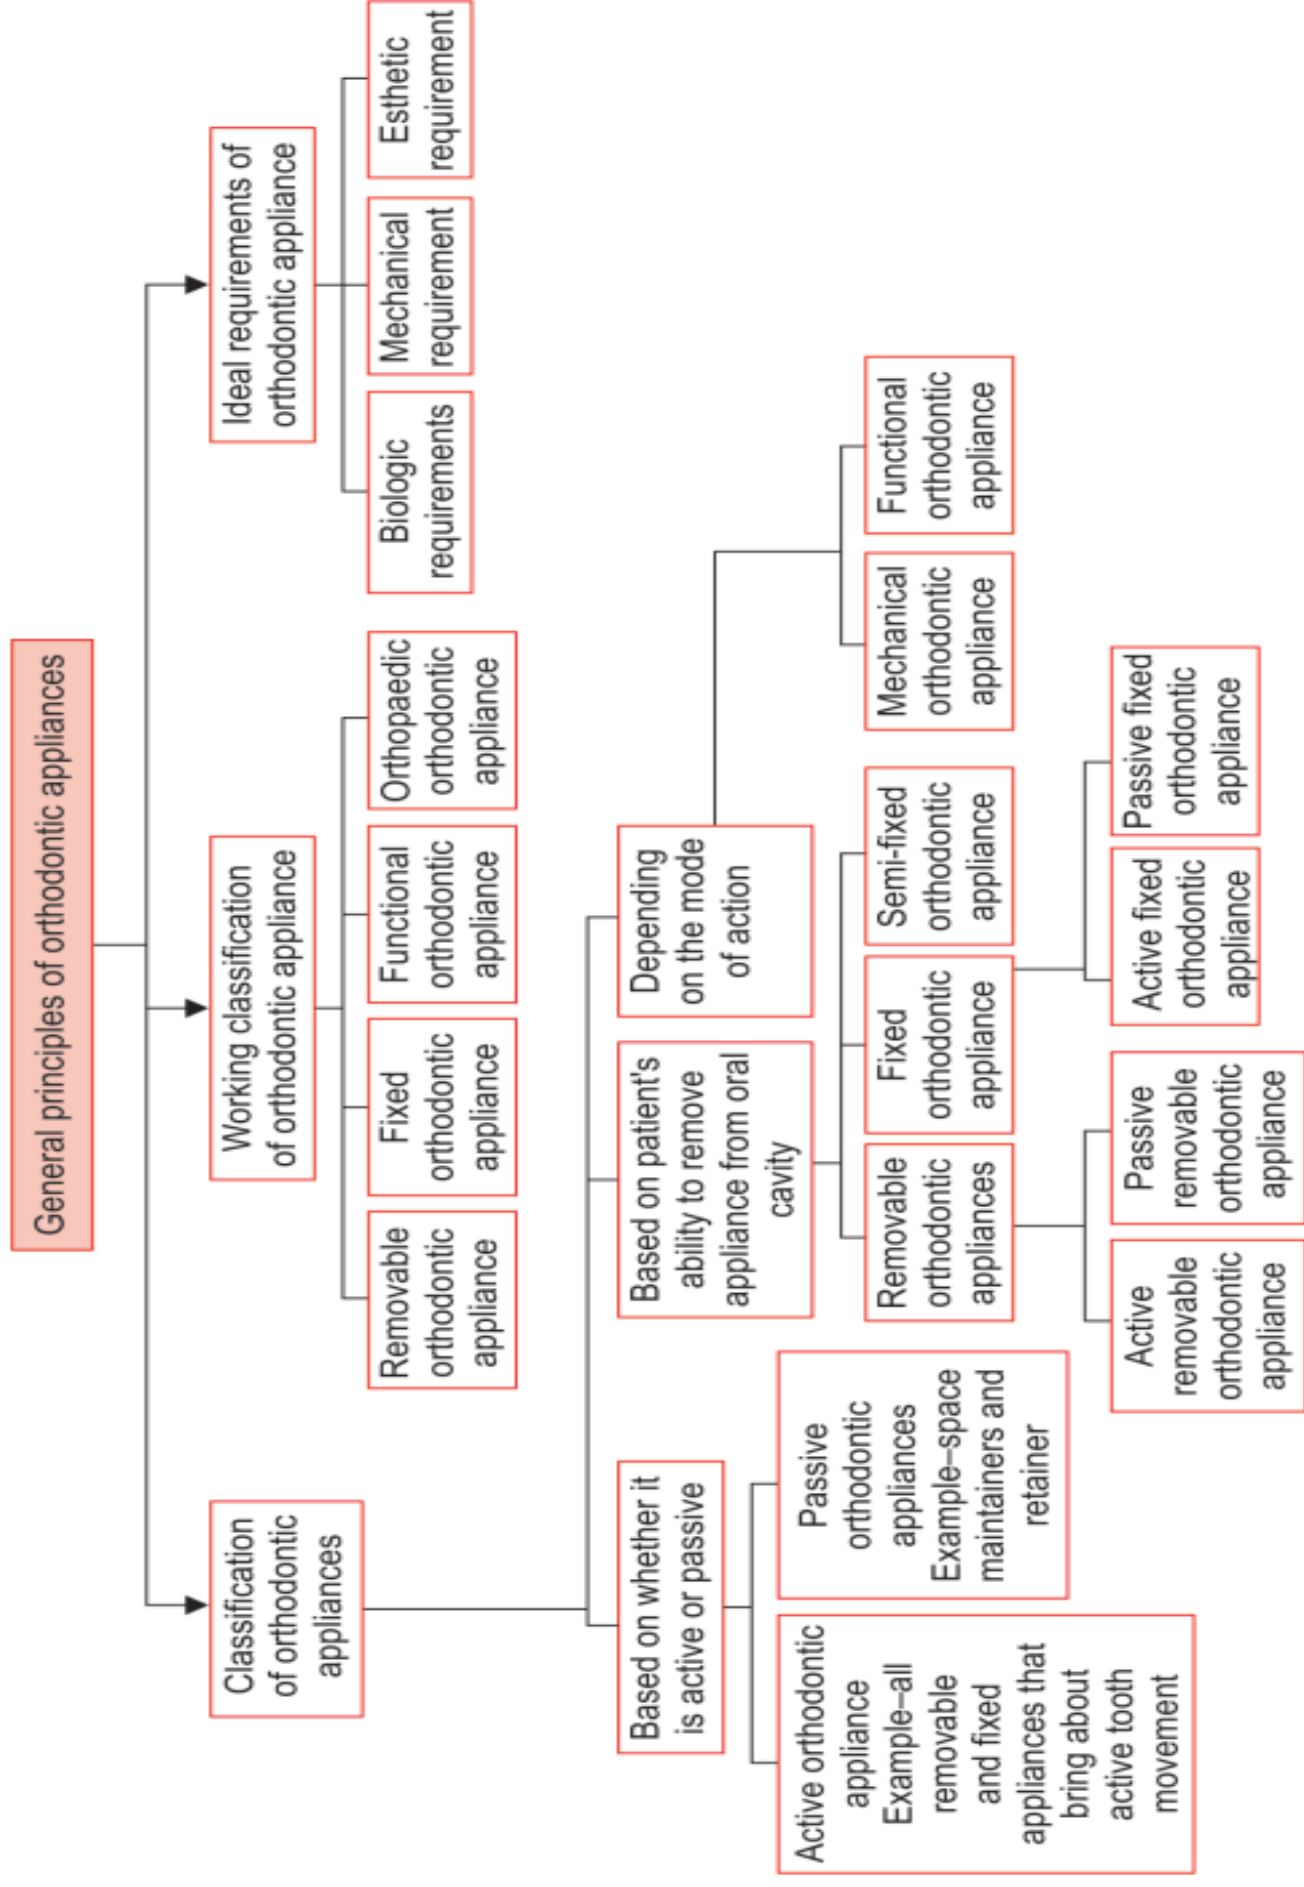 General principles of orthodontic appliances
Classification
of orthodontic
appliances
Working classification
of orthodontic appliance
Ideal requirements of
orthodontic appliance
Removable
orthodontic
appliance
Fixed
orthodontic
appliance
Functional
orthodontic
appliance
Orthopaedic
orthodontic
appliance
Biologic
requirements
Mechanical
requirement
Esthetic
requirement
Based on whether it
is active or passive
Based on patient's
ability to remove
appliance from oral
cavity
Depending
on the mode
of action
Active orthodontic
appliance
Example–all
removable
and fixed
appliances that
bring about
active tooth
movement
Passive
orthodontic
appliances
Example–space
maintainers and
retainer
Removable
orthodontic
appliances
Fixed
orthodontic
appliance
Semi-fixed
orthodontic
appliance
Mechanical
orthodontic
appliance
Functional
orthodontic
appliance
Active
removable
orthodontic
appliance
Passive
removable
orthodontic
appliance
Active fixed
orthodontic
appliance
Passive fixed
orthodontic
appliance